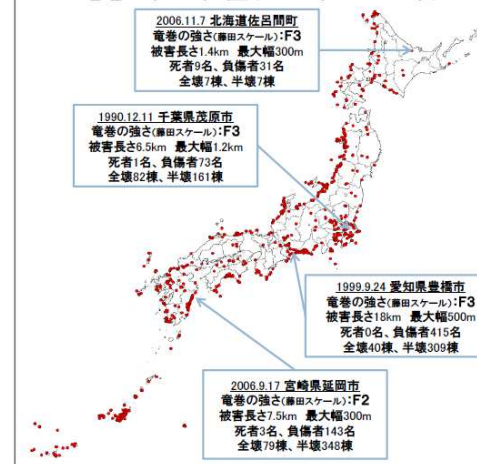 2006.11.7 北海道佐呂間町
竜巻の強さ(藤田スケール):F3
被害長さ1.4km 最大幅300m
死者9名、負傷者31名
全壊7棟、半壊7棟
1990.12.11 千葉県茂原市
竜巻の強さ(藤田スケール):F3
被害長さ6.5km 最大幅1.2km
死者1名、負傷者73名
全壊82棟、半壊161棟
1999.9.24 愛知県豊橋市
竜巻の強さ(藤田スケール):F3
被害長さ18km 最大幅500m
死者0名、負傷者415名
全壊40棟、半壊309棟
2006.9.17 宮崎県延岡市
竜巻の強さ(藤田スケール):F2
被害長さ7.5km 最大幅300m
死者3名、負傷者143名
全壊79棟、半壊348棟